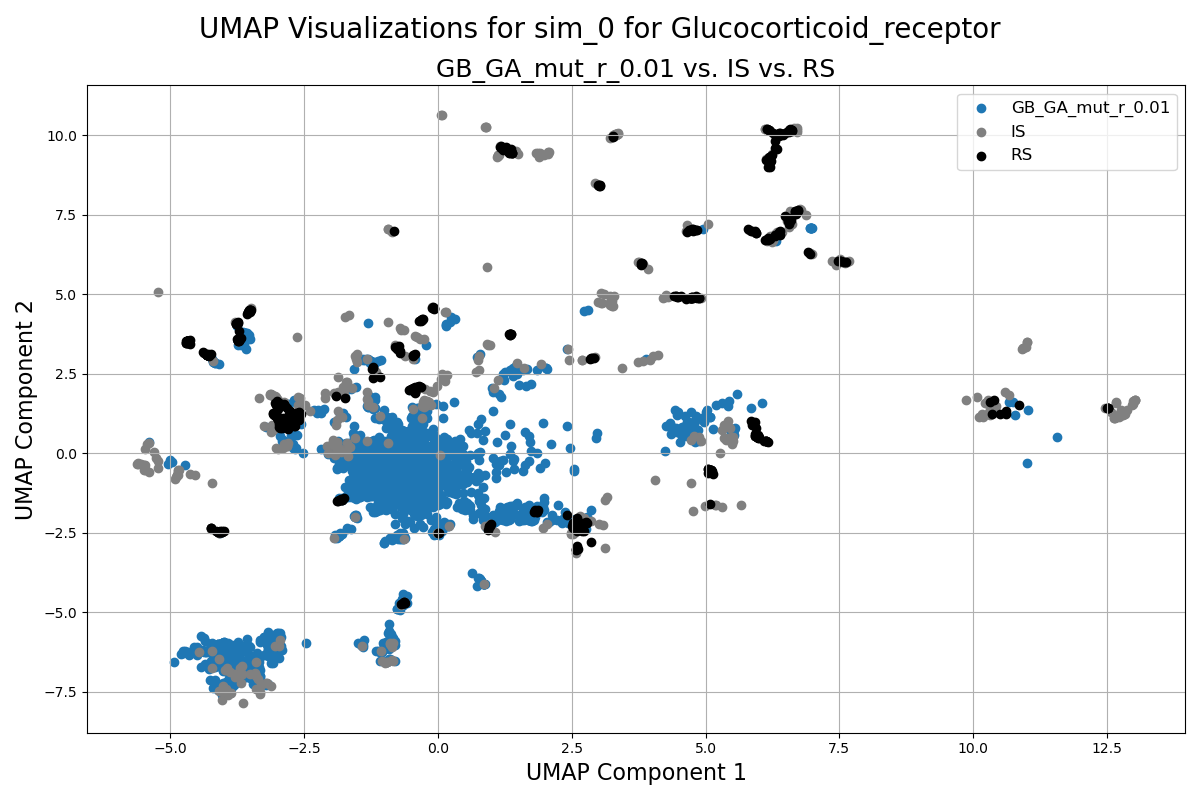 UMAP Visualizations for sim_0 for Glucocorticoid_receptor
GB_GA_mut_r_0.01 vs. IS vs. RS
GB_GA_mut_r_0.01
IS
RS
UMAP Component 2
10.0
7.5
5.0
2.5
0.0
−2.5
−5.0
−7.5
−5.0 −2.5 0.0 2.5 5.0 7.5 10.0 12.5
UMAP Component 1